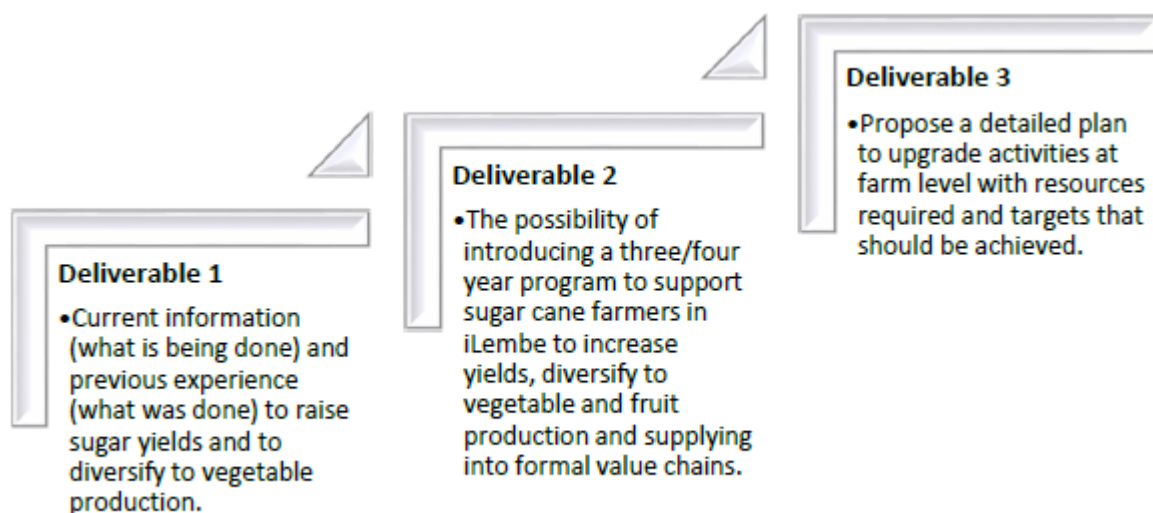 Deliverable 1
•Current information
(what is being done) and
previous experience
(what was done) to raise
sugar yields and to
diversify to vegetable
production.
Deliverable 2
•The possibility of
introducing a three/four
year program to support
sugar cane farmers in
iLembe to increase
yields, diversify to
vegetable and fruit
production and supplying
into formal value chains.
Deliverable 3
•Propose a detailed plan
to upgrade activities at
farm level with resources
required and targets that
should be achieved.